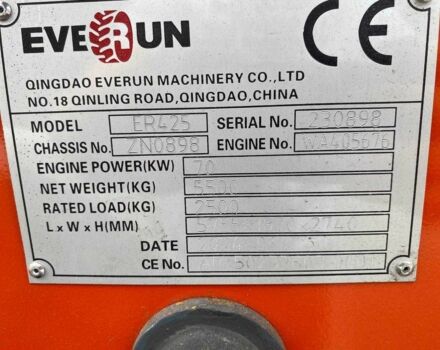 EVERUN CE
QINGDAO EVERUN MACHINERY CO.,LTD
NO.18 QINLING ROAD,QINGDAO,CHINA
MODEL ER425 SERIAL No. 230898
CHASSIS No. ZN0898 ENGINE No. WA405676
ENGINE POWER(KW) 70
NET WEIGHT(KG) 5500
RATED LOAD(KG) 2500
L x W x H(MM)
DATE
CE No.